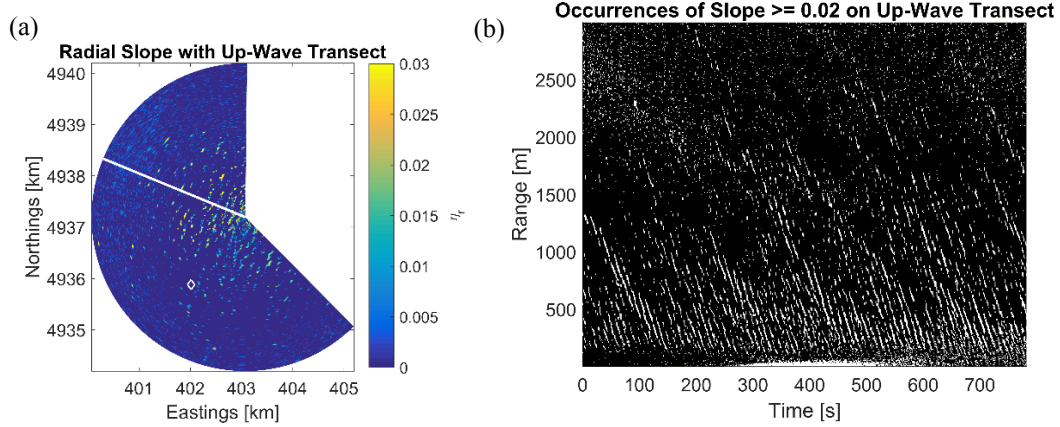 (a)
Radial Slope with Up-Wave Transect
4940
4939
4938
4937
4936
4935
Northings [km]
401 402 403 404 405
Eastings [km]
0.03
0.025
0.02
0.015
0.01
0.005
0
ηr
(b)
Occurrences of Slope >= 0.02 on Up-Wave Transect
2500
2000
1500
1000
500
Range [m]
0 100 200 300 400 500 600 700
Time [s]